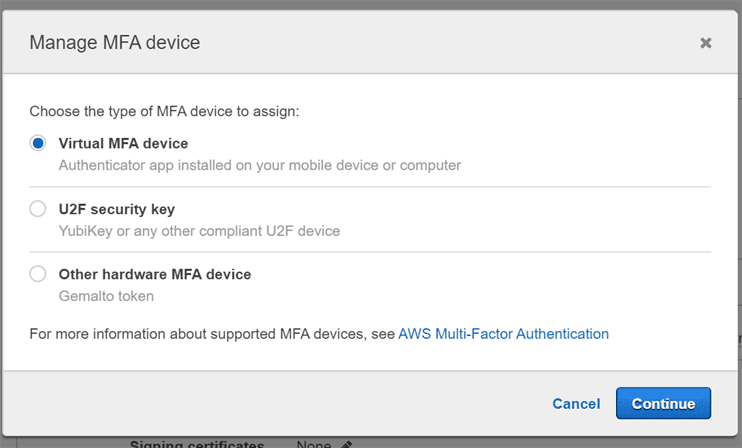 Manage MFA device
Choose the type of MFA device to assign:
Virtual MFA device
Authenticator app installed on your mobile device or computer
U2F security key
YubiKey or any other compliant U2F device
Other hardware MFA device
Gemalto token
For more information about supported MFA devices, see AWS Multi-Factor Authentication
Cancel Continue
Signing certificates None